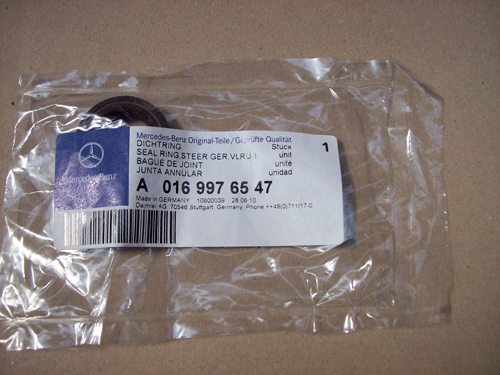 Mercedes-Benz Original-Teile/Geprüfte Qualität
DICHTRING Stück 1
SEAL RING,STEER GER,VLRU,I unit
BAGUE DE JOINT unité
JUNTA ANNULAR unidad
Mercedes-Benz
A 016 997 65 47
Made in GERMANY 10600039 28 06 10
Daimler AG 70546 Stuttgart, Germany, Phone ++49(0)711/17-0